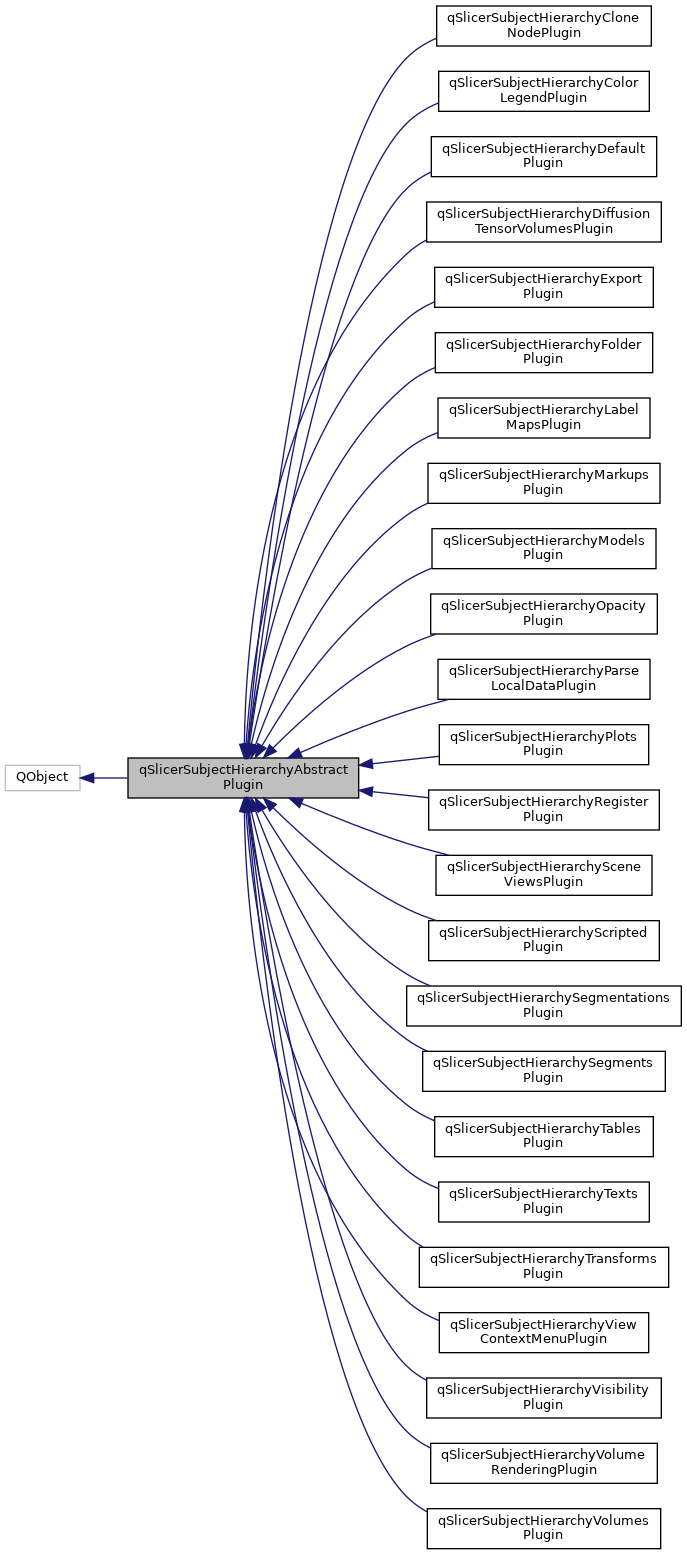 qSlicerSubjectHierarchyClone
NodePlugin
qSlicerSubjectHierarchyColor
LegendPlugin
qSlicerSubjectHierarchyDefault
Plugin
qSlicerSubjectHierarchyDiffusion
TensorVolumesPlugin
qSlicerSubjectHierarchyExport
Plugin
qSlicerSubjectHierarchyFolder
Plugin
qSlicerSubjectHierarchyLabel
MapsPlugin
qSlicerSubjectHierarchyMarkups
Plugin
qSlicerSubjectHierarchyModels
Plugin
qSlicerSubjectHierarchyOpacity
Plugin
qSlicerSubjectHierarchyParse
LocalDataPlugin
qSlicerSubjectHierarchyPlots
Plugin
QObject
qSlicerSubjectHierarchyAbstract
Plugin
qSlicerSubjectHierarchyRegister
Plugin
qSlicerSubjectHierarchyScene
ViewsPlugin
qSlicerSubjectHierarchyScripted
Plugin
qSlicerSubjectHierarchySegmentations
Plugin
qSlicerSubjectHierarchySegments
Plugin
qSlicerSubjectHierarchyTables
Plugin
qSlicerSubjectHierarchyTexts
Plugin
qSlicerSubjectHierarchyTransforms
Plugin
qSlicerSubjectHierarchyView
ContextMenuPlugin
qSlicerSubjectHierarchyVisibility
Plugin
qSlicerSubjectHierarchyVolume
RenderingPlugin
qSlicerSubjectHierarchyVolumes
Plugin